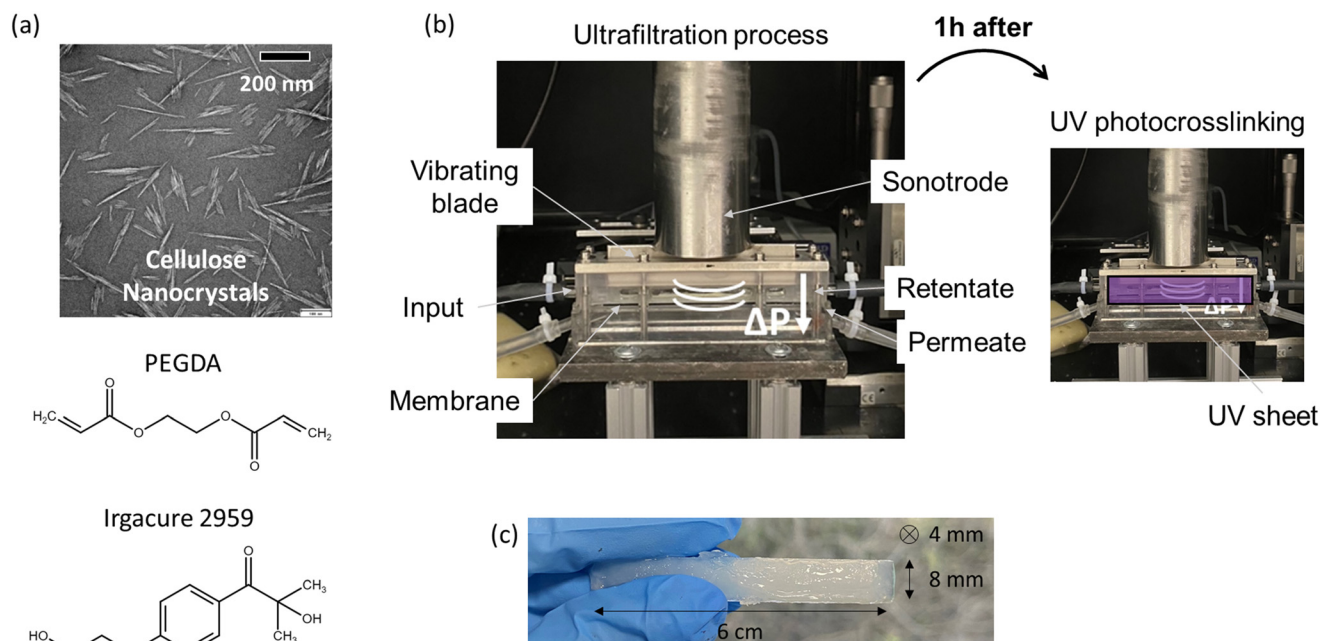 (a)
200 nm
Cellulose
Nanocrystals
PEGDA
O
H₂C
O
O
CH₂
O
Irgacure 2959
O
CH₃
OH
CH₃
HO
(b)
Ultrafiltration process
1h after
UV photocrosslinking
Vibrating
blade
Sonotrode
Input
Retentate
ΔP
Permeate
Membrane
ΔP
UV sheet
(c)
4 mm
8 mm
6 cm